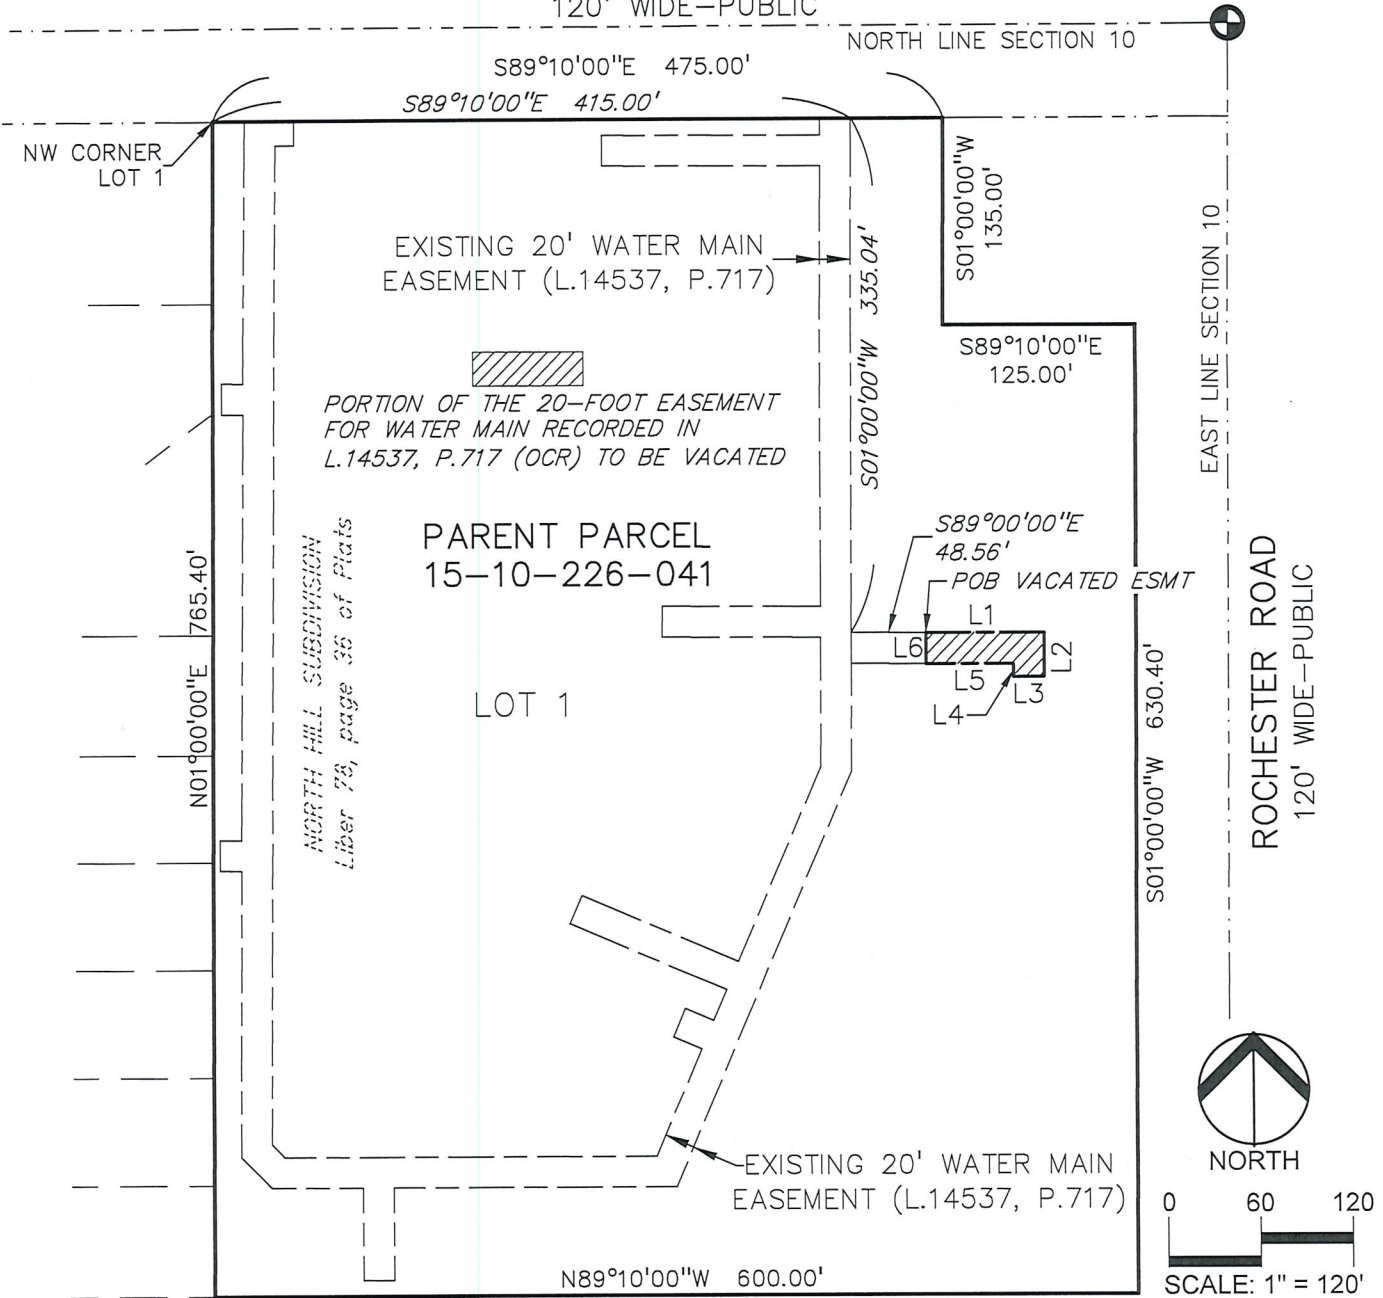 120' WIDE–PUBLIC
NORTH LINE SECTION 10
S89°10'00"E 475.00'
S89°10'00"E 415.00'
NW CORNER
LOT 1
S01°00'00"W
135.00'
EXISTING 20' WATER MAIN
EASEMENT (L.14537, P.717)
S01°00'00"W 335.04'
EAST LINE SECTION 10
S89°10'00"E
125.00'
PORTION OF THE 20–FOOT EASEMENT
FOR WATER MAIN RECORDED IN
L.14537, P.717 (OCR) TO BE VACATED
PARENT PARCEL
15–10–226–041
S89°00'00"E
48.56'
POB VACATED ESMT
L1
L2
L6
L5
L3
L4
NORTH HILL SUBDIVISION
Liber 78, page 36 of Plats
N01°00'00"E 765.40'
LOT 1
S01°00'00"W 630.40'
ROCHESTER ROAD
120' WIDE–PUBLIC
EXISTING 20' WATER MAIN
EASEMENT (L.14537, P.717)
N89°10'00"W 600.00'
NORTH
0 60 120
SCALE: 1" = 120'